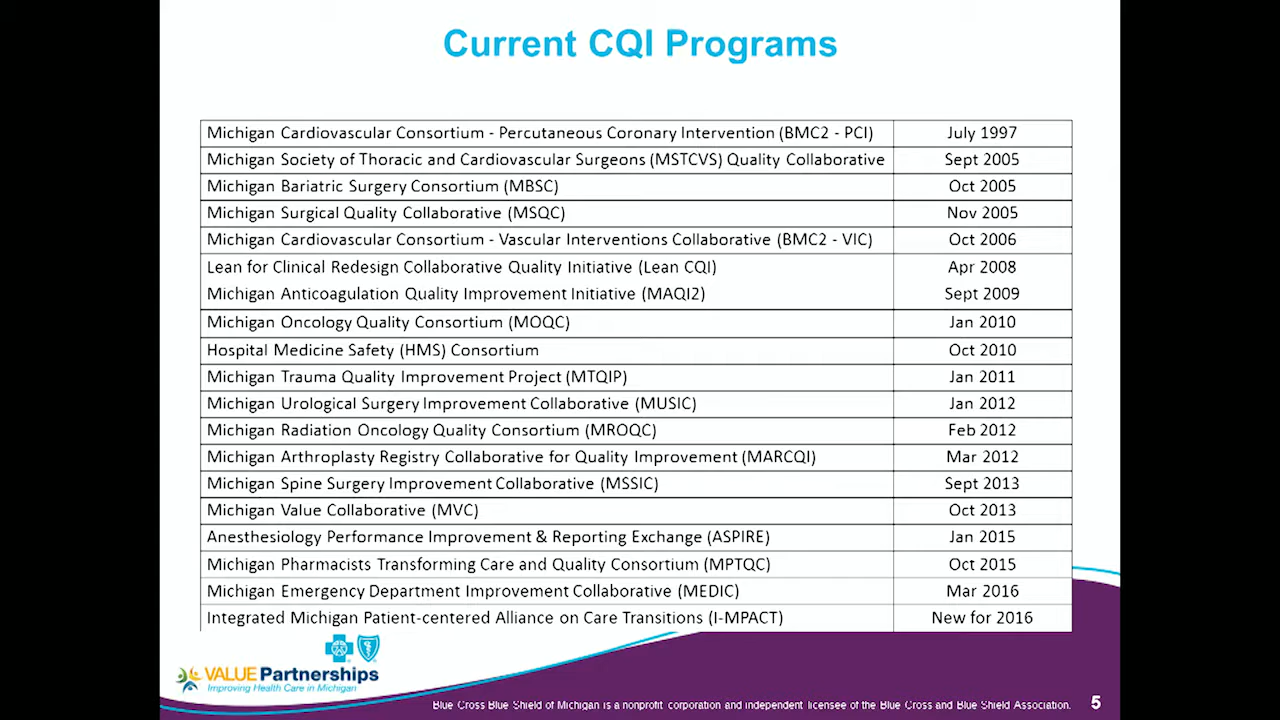 Current CQI Programs
Michigan Cardiovascular Consortium - Percutaneous Coronary Intervention (BMC2 - PCI) July 1997
Michigan Society of Thoracic and Cardiovascular Surgeons (MSTCVS) Quality Collaborative Sept 2005
Michigan Bariatric Surgery Consortium (MBSC) Oct 2005
Michigan Surgical Quality Collaborative (MSQC) Nov 2005
Michigan Cardiovascular Consortium - Vascular Interventions Collaborative (BMC2 - VIC) Oct 2006
Lean for Clinical Redesign Collaborative Quality Initiative (Lean CQI) Apr 2008
Michigan Anticoagulation Quality Improvement Initiative (MAQI2) Sept 2009
Michigan Oncology Quality Consortium (MOQC) Jan 2010
Hospital Medicine Safety (HMS) Consortium Oct 2010
Michigan Trauma Quality Improvement Project (MTQIP) Jan 2011
Michigan Urological Surgery Improvement Collaborative (MUSIC) Jan 2012
Michigan Radiation Oncology Quality Consortium (MROQC) Feb 2012
Michigan Arthroplasty Registry Collaborative for Quality Improvement (MARCQI) Mar 2012
Michigan Spine Surgery Improvement Collaborative (MSSIC) Sept 2013
Michigan Value Collaborative (MVC) Oct 2013
Anesthesiology Performance Improvement & Reporting Exchange (ASPIRE) Jan 2015
Michigan Pharmacists Transforming Care and Quality Consortium (MPTQC) Oct 2015
Michigan Emergency Department Improvement Collaborative (MEDIC) Mar 2016
Integrated Michigan Patient-centered Alliance on Care Transitions (I-MPACT) New for 2016
VALUE Partnerships
Improving Health Care in Michigan
Blue Cross Blue Shield of Michigan is a nonprofit corporation and independent licensee of the Blue Cross and Blue Shield Association. 5